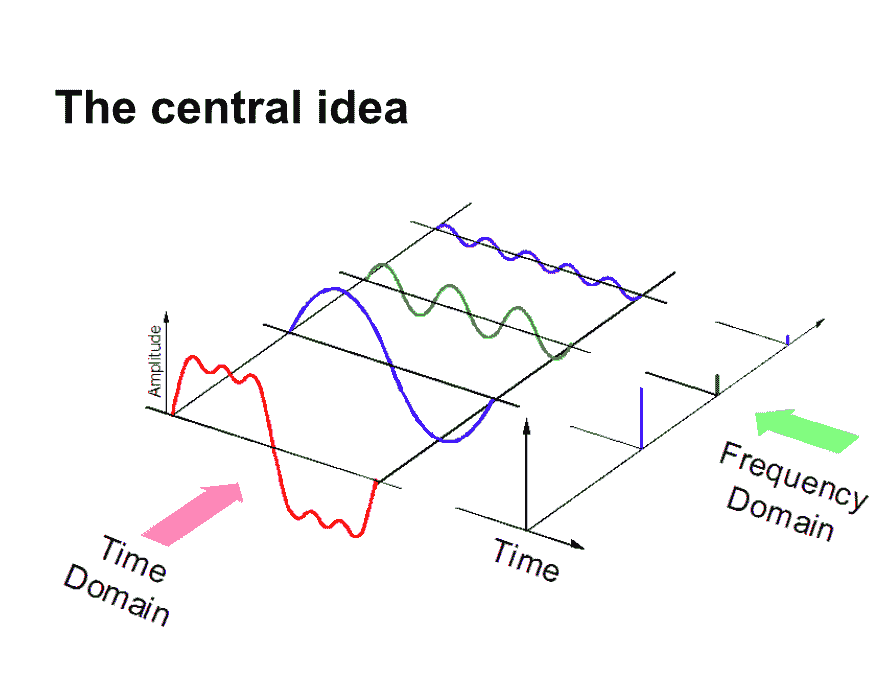 The central idea
Amplitude
Frequency
Domain
Time
Time
Domain